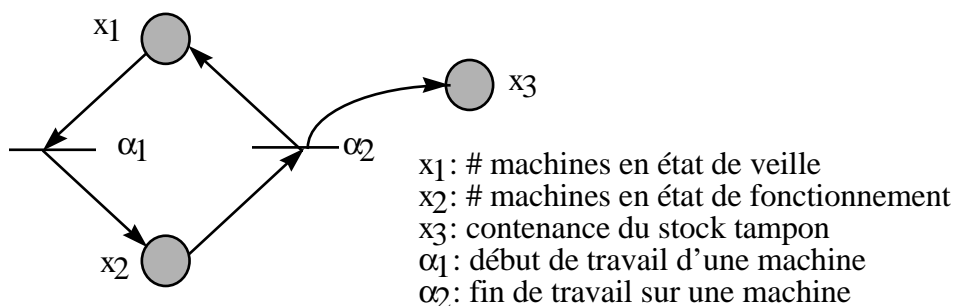 x1
x3
α1
α2
x2
x1: # machines en état de veille
x2: # machines en état de fonctionnement
x3: contenance du stock tampon
α1: début de travail d'une machine
α2: fin de travail sur une machine